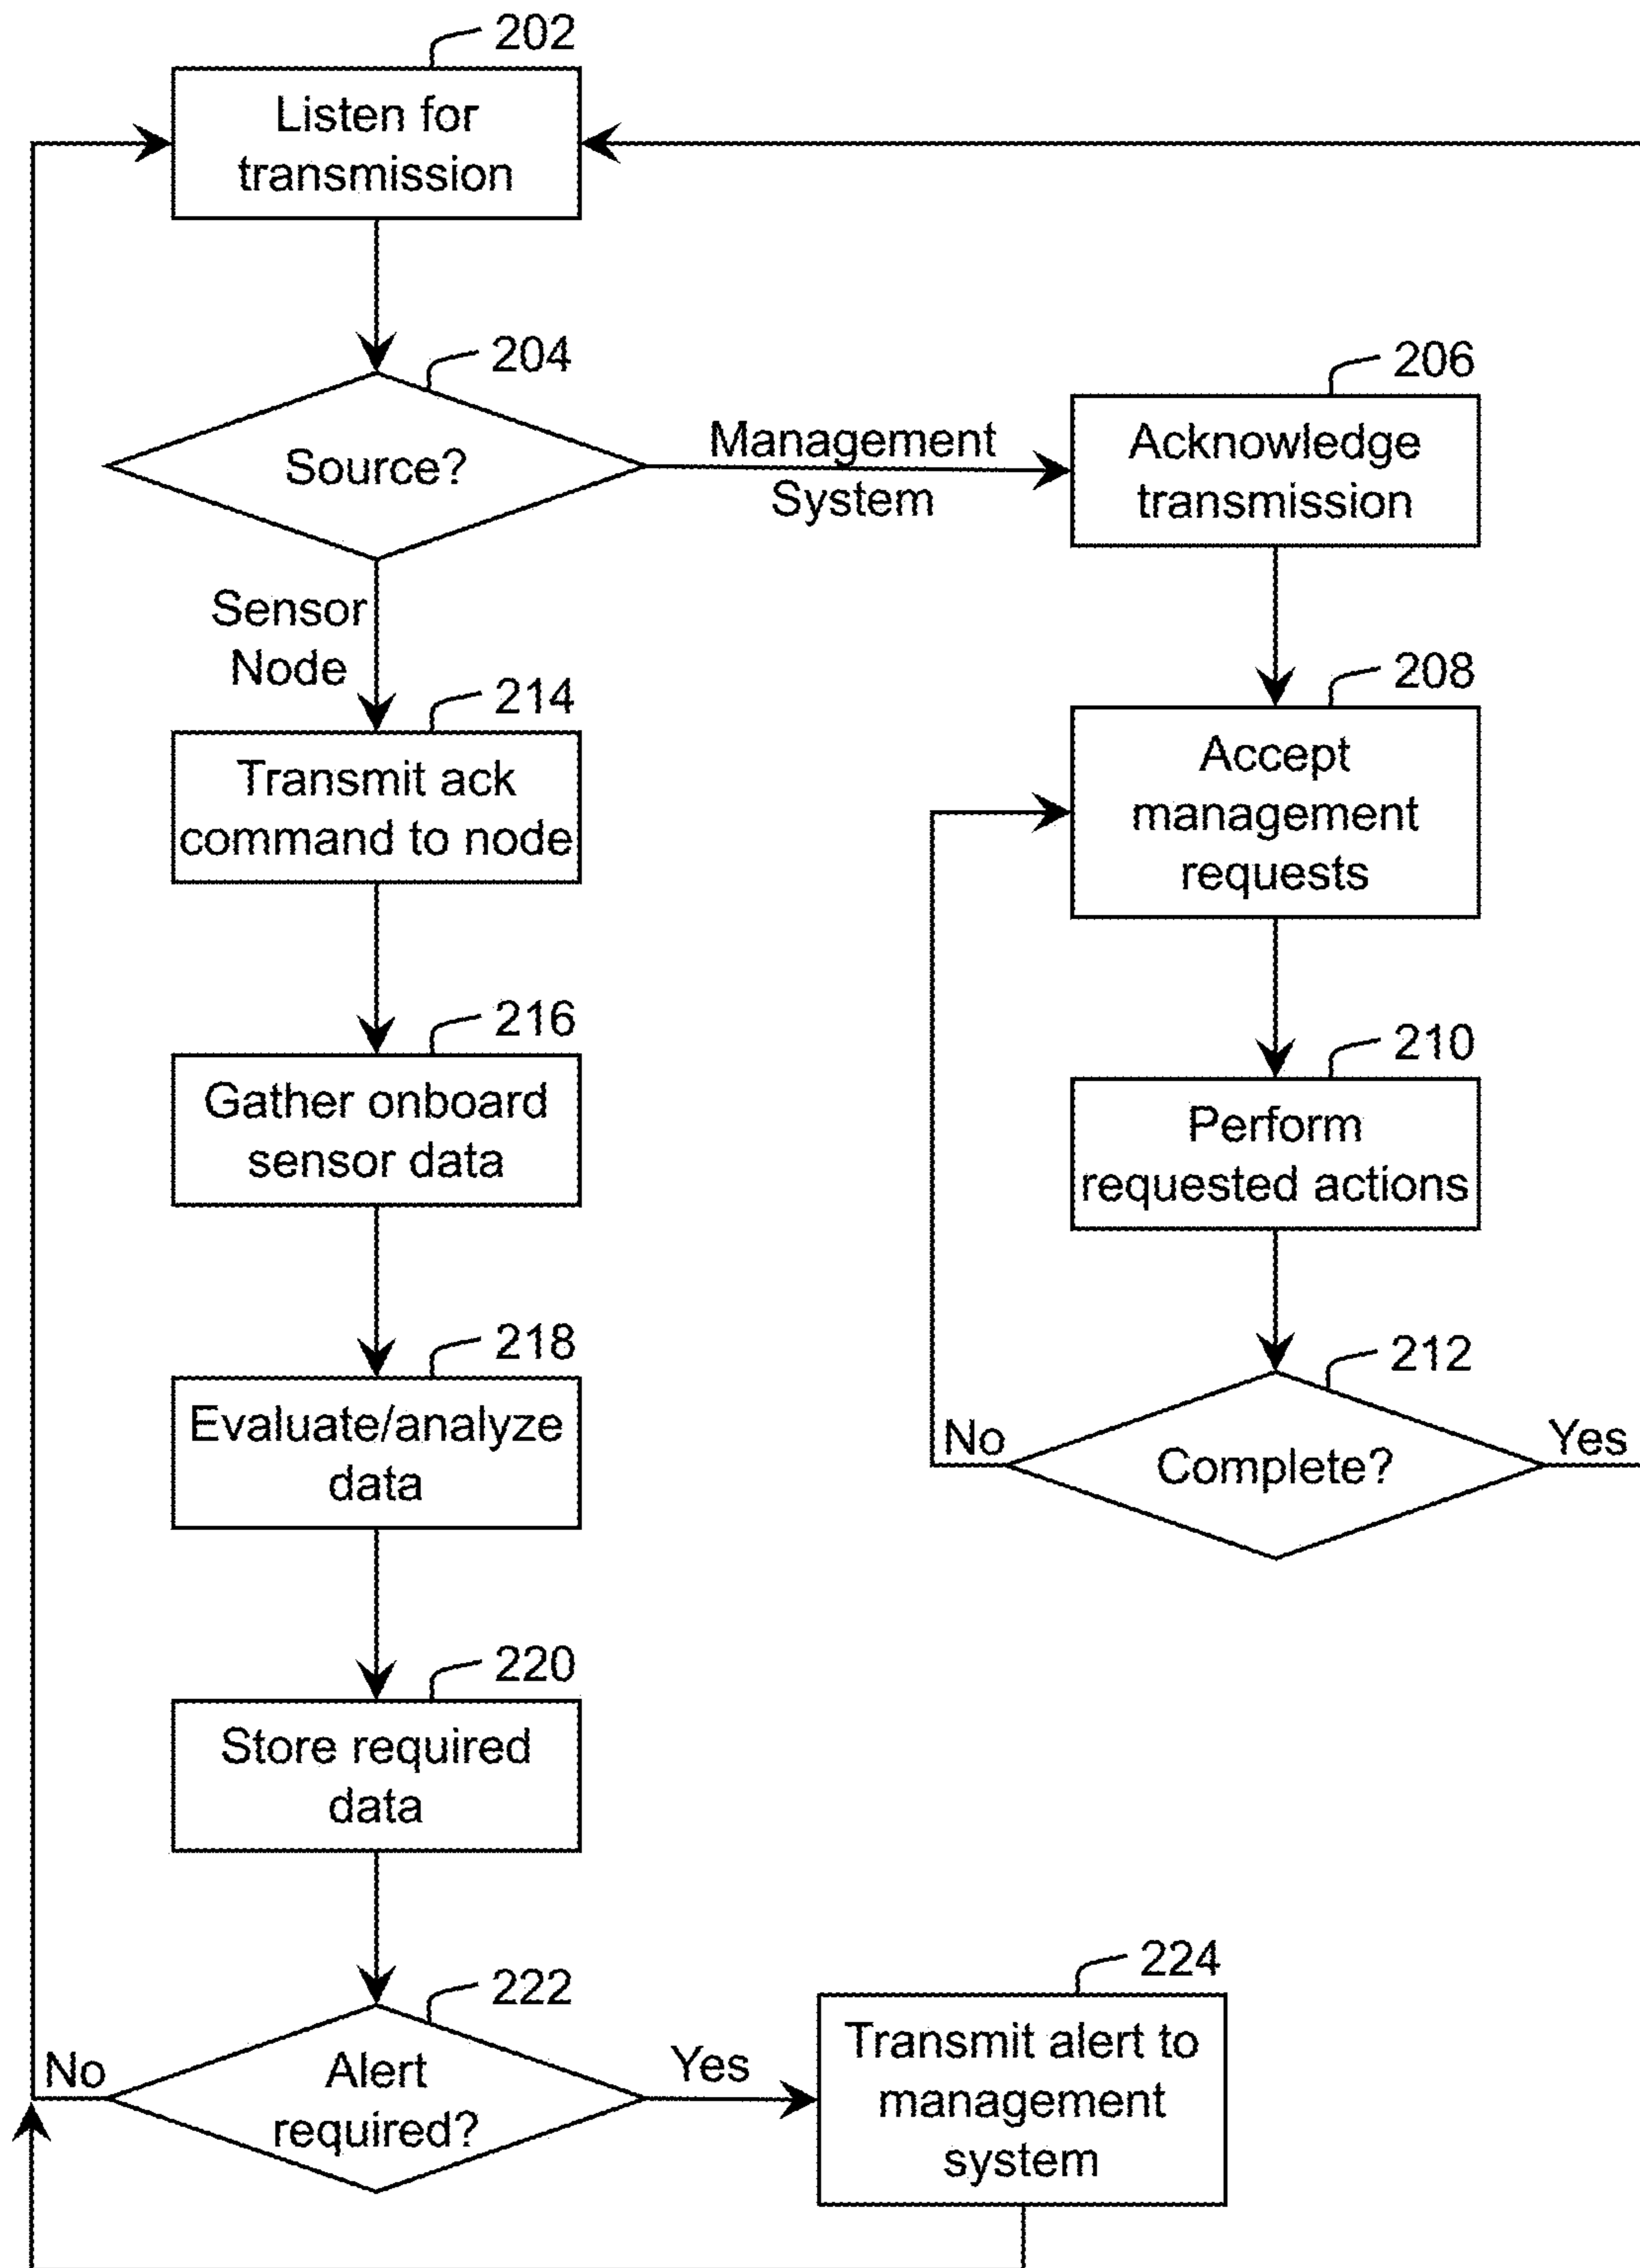 202
Listen for
transmission
204
Source?
Management
System
206
Acknowledge
transmission
Sensor
Node
208
Accept
management
requests
214
Transmit ack
command to node
210
Perform
requested actions
216
Gather onboard
sensor data
212
Complete?
No
Yes
218
Evaluate/analyze
data
220
Store required
data
222
Alert
required?
No
Yes
224
Transmit alert to
management
system